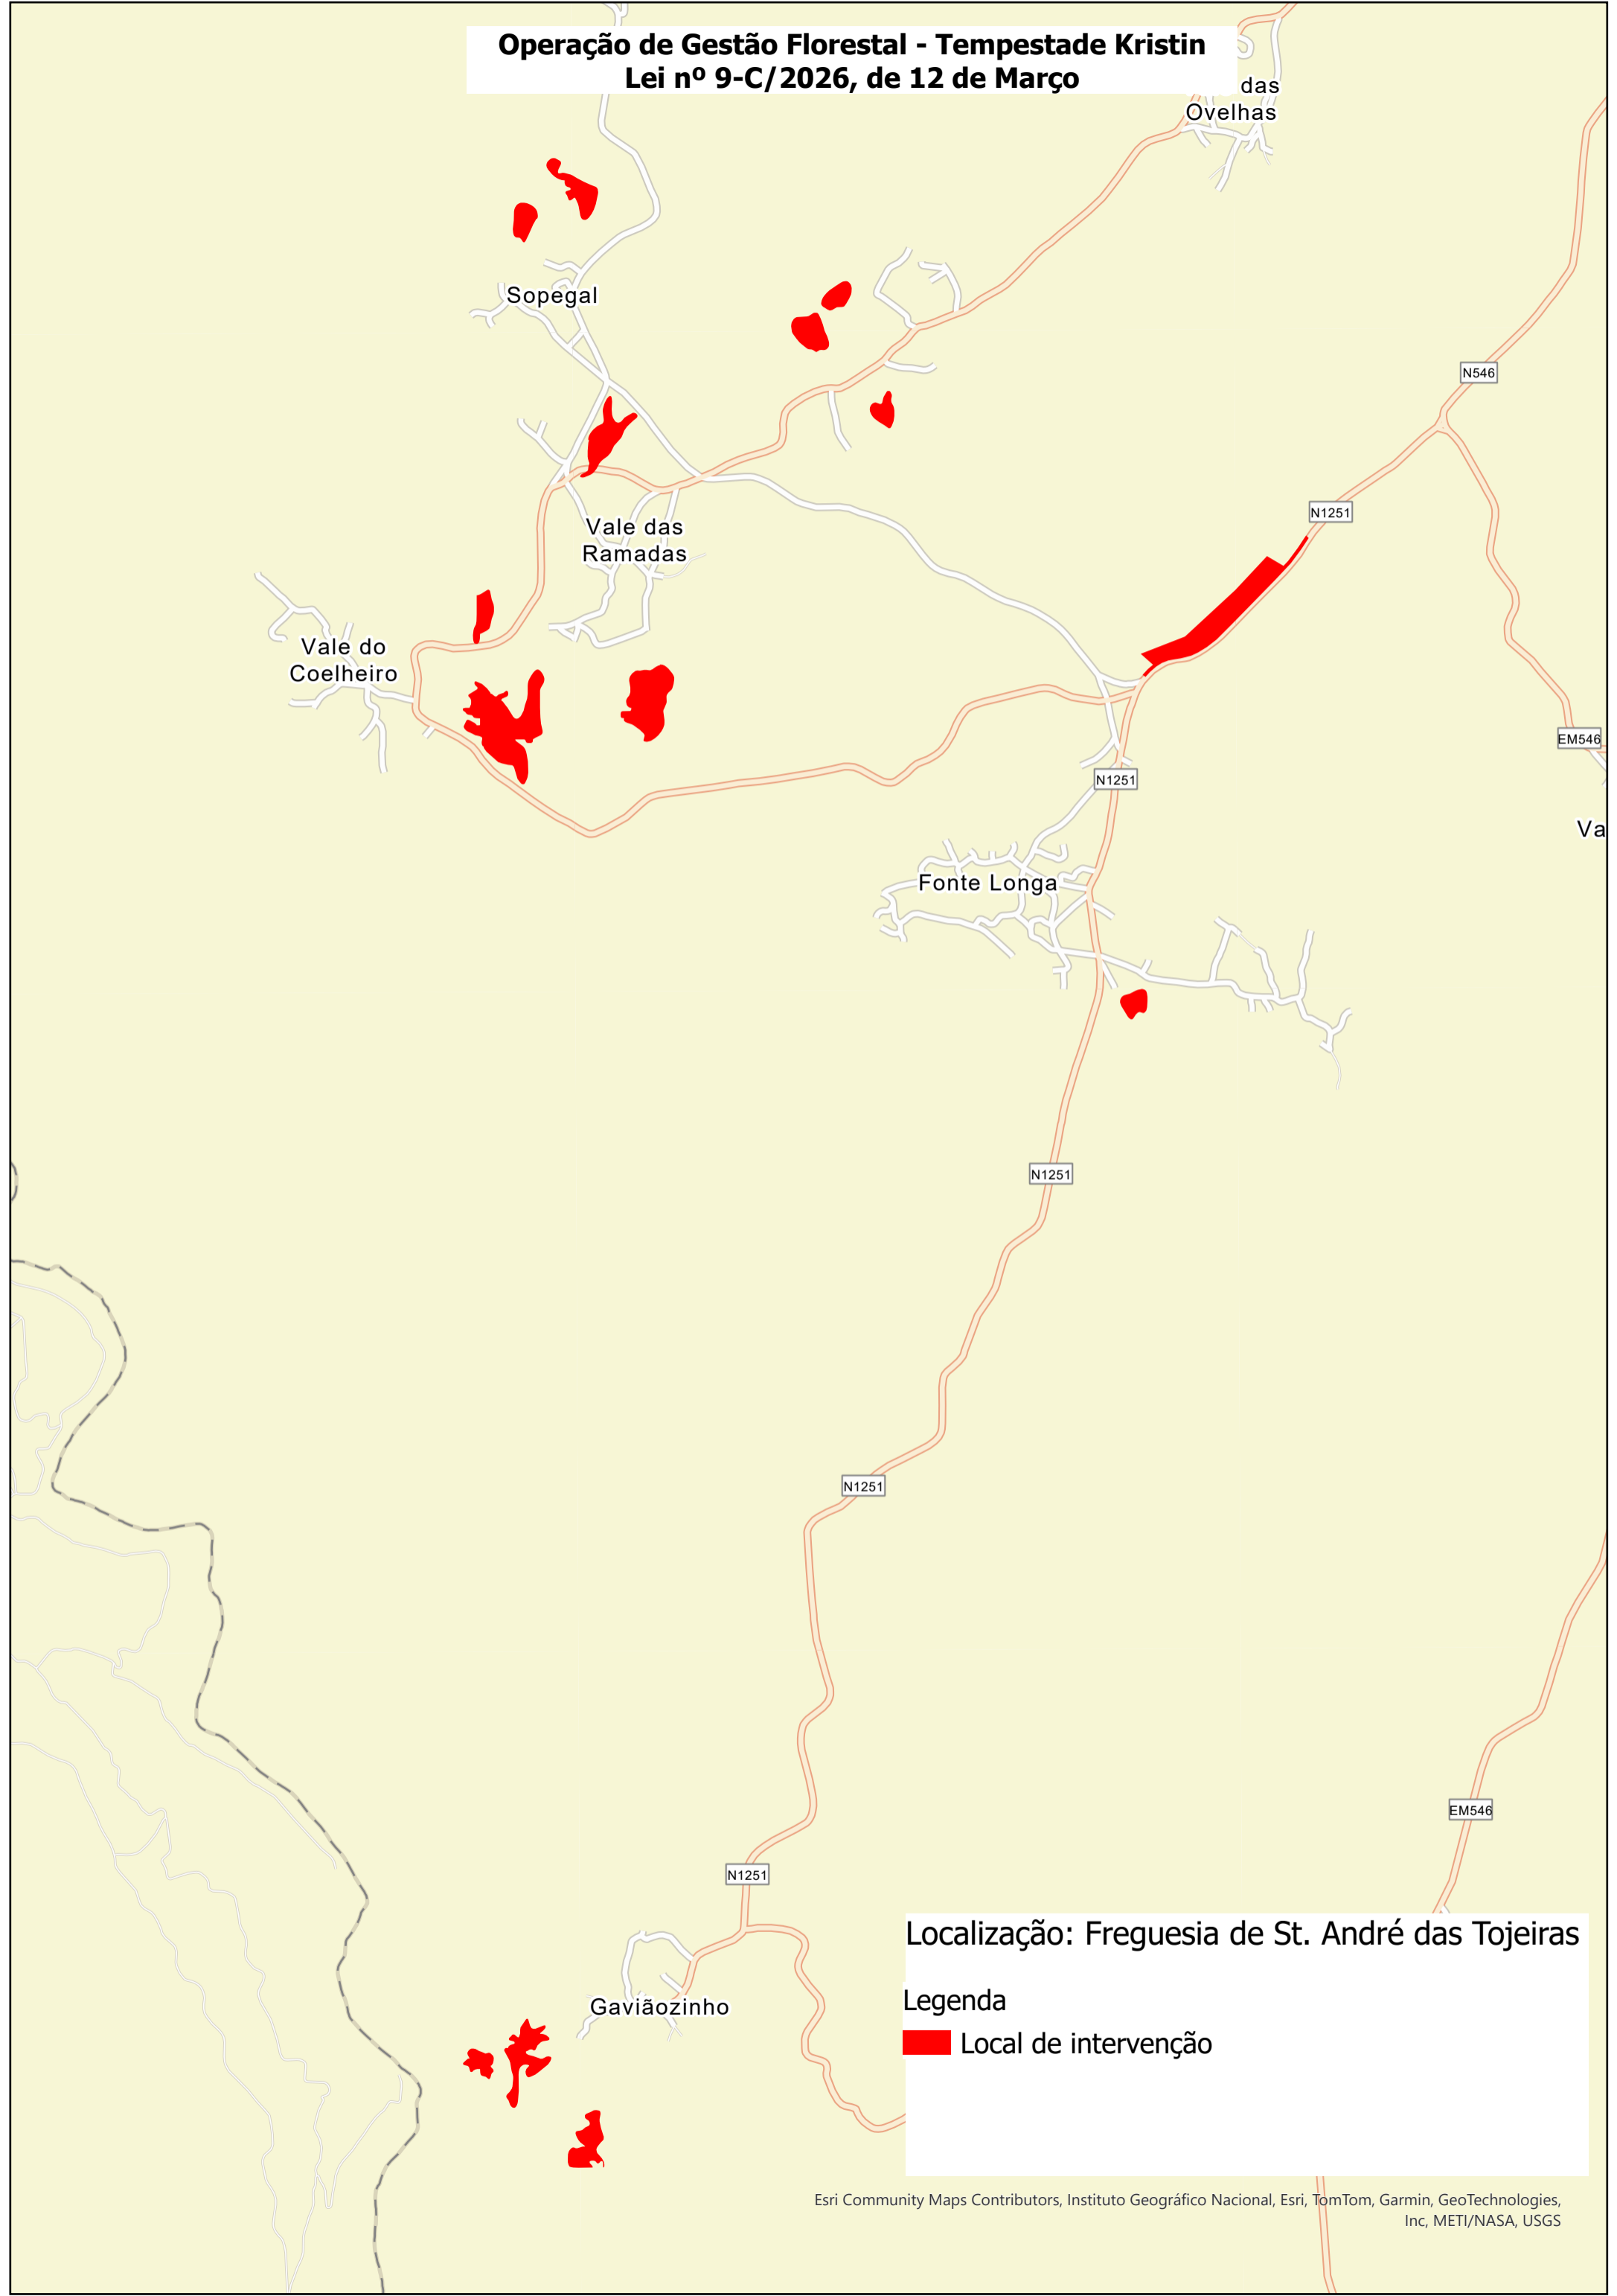 Operação de Gestão Florestal - Tempestade Kristin
Lei nº 9-C/2026, de 12 de Março
das
Ovelhas
Sopegal
N546
N1251
Vale das
Ramadas
Vale do
Coelheiro
EM546
N1251
Va
Fonte Longa
N1251
N1251
EM546
N1251
Localização: Freguesia de St. André das Tojeiras
Legenda
Gaviãozinho
Local de intervenção
Esri Community Maps Contributors, Instituto Geográfico Nacional, Esri, TomTom, Garmin, GeoTechnologies,
Inc, METI/NASA, USGS